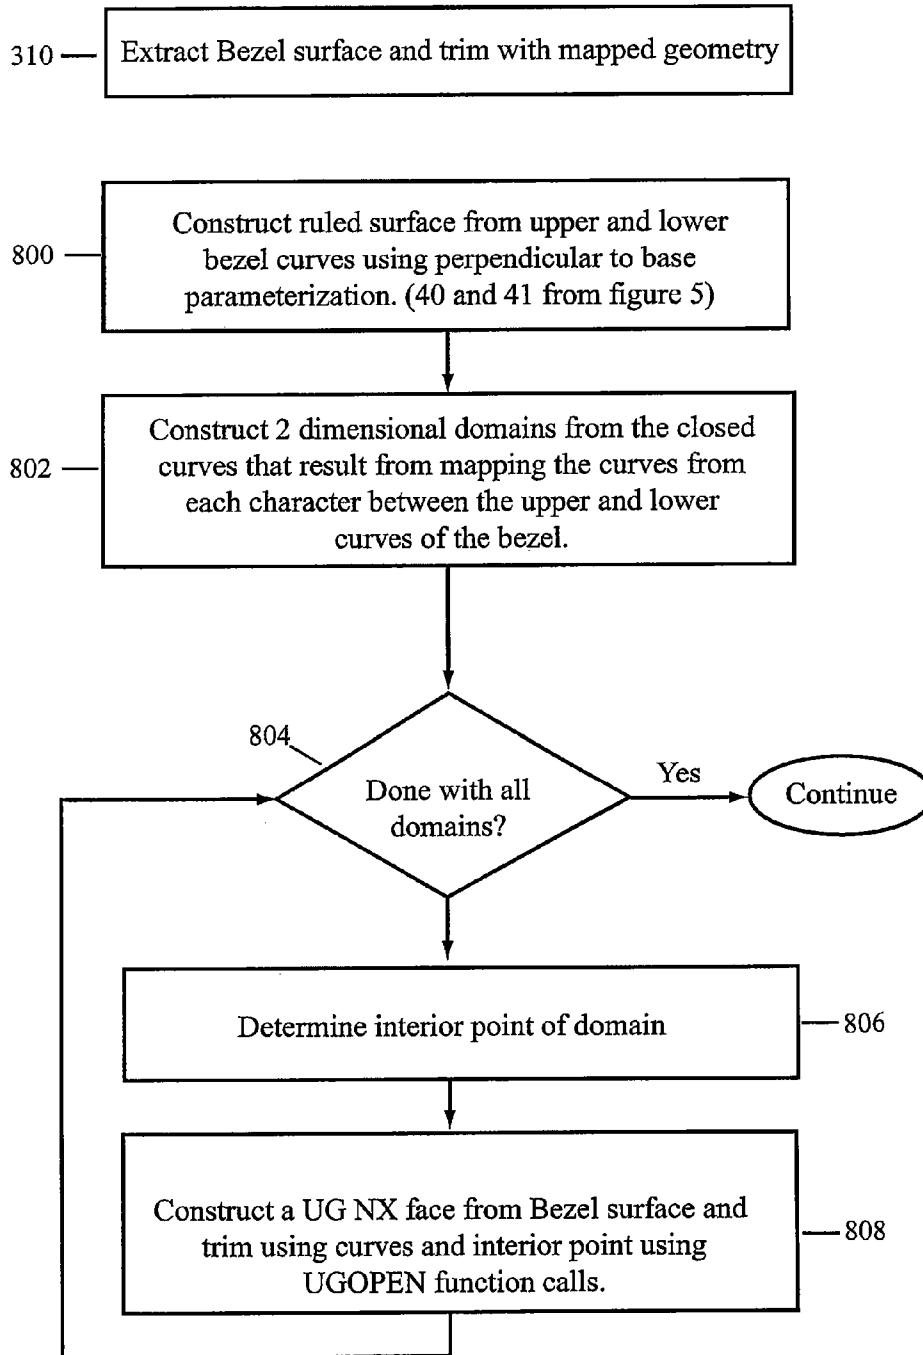 310
Extract Bezel surface and trim with mapped geometry
800
Construct ruled surface from upper and lower
bezel curves using perpendicular to base
parameterization. (40 and 41 from figure 5)
802
Construct 2 dimensional domains from the closed
curves that result from mapping the curves from
each character between the upper and lower
curves of the bezel.
804
Done with all
domains?
Yes
Continue
Determine interior point of domain
806
Construct a UG NX face from Bezel surface and
trim using curves and interior point using
UGOPEN function calls.
808